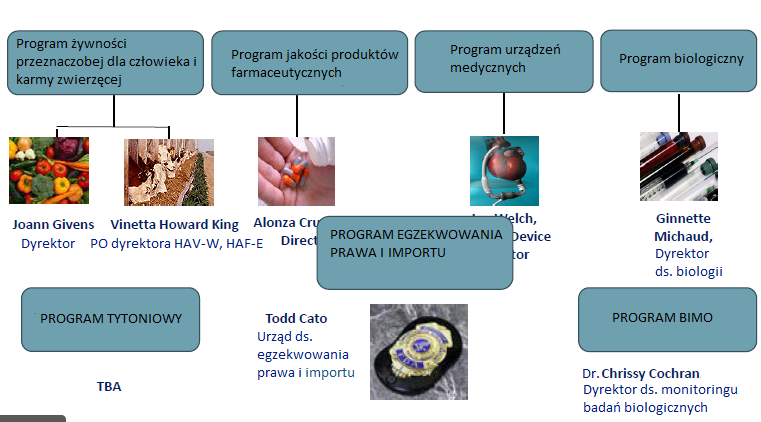 Program żywności
przeznaczobej dla człowieka i
karmy zwierzęcej
Program jakości produktów
farmaceutycznych
Program urządzeń
medycznych
Program biologiczny
Joann Givens
Dyrektor
Vinetta Howard King
PO dyrektora HAV-W, HAF-E
Alonza
Welch,
Device
Ginnette
Michaud,
Dyrektor
ds. biologii
PROGRAM EGZEKWOWANIA
PRAWA I IMPORTU
PROGRAM TYTONIOWY
TBA
Todd Cato
Urząd ds.
egzekwowania
prawa i importu
PROGRAM BIMO
Dr. Chrissy Cochran
Dyrektor ds. monitoringu
badań biologicznych